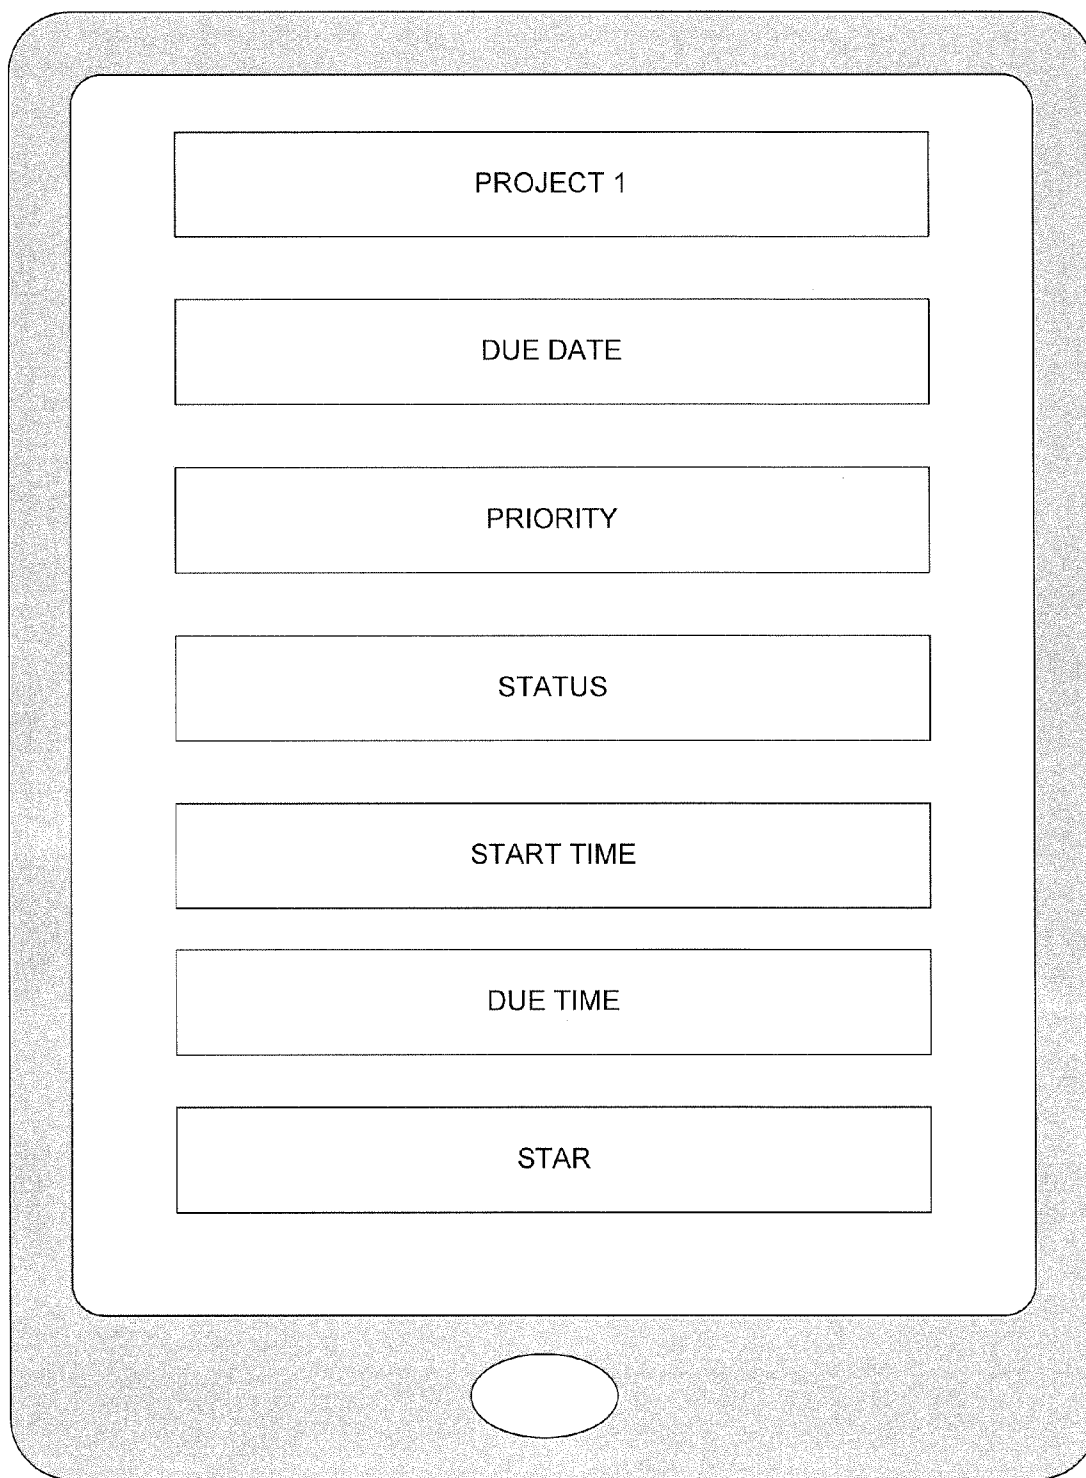 PROJECT 1
DUE DATE
PRIORITY
STATUS
START TIME
DUE TIME
STAR